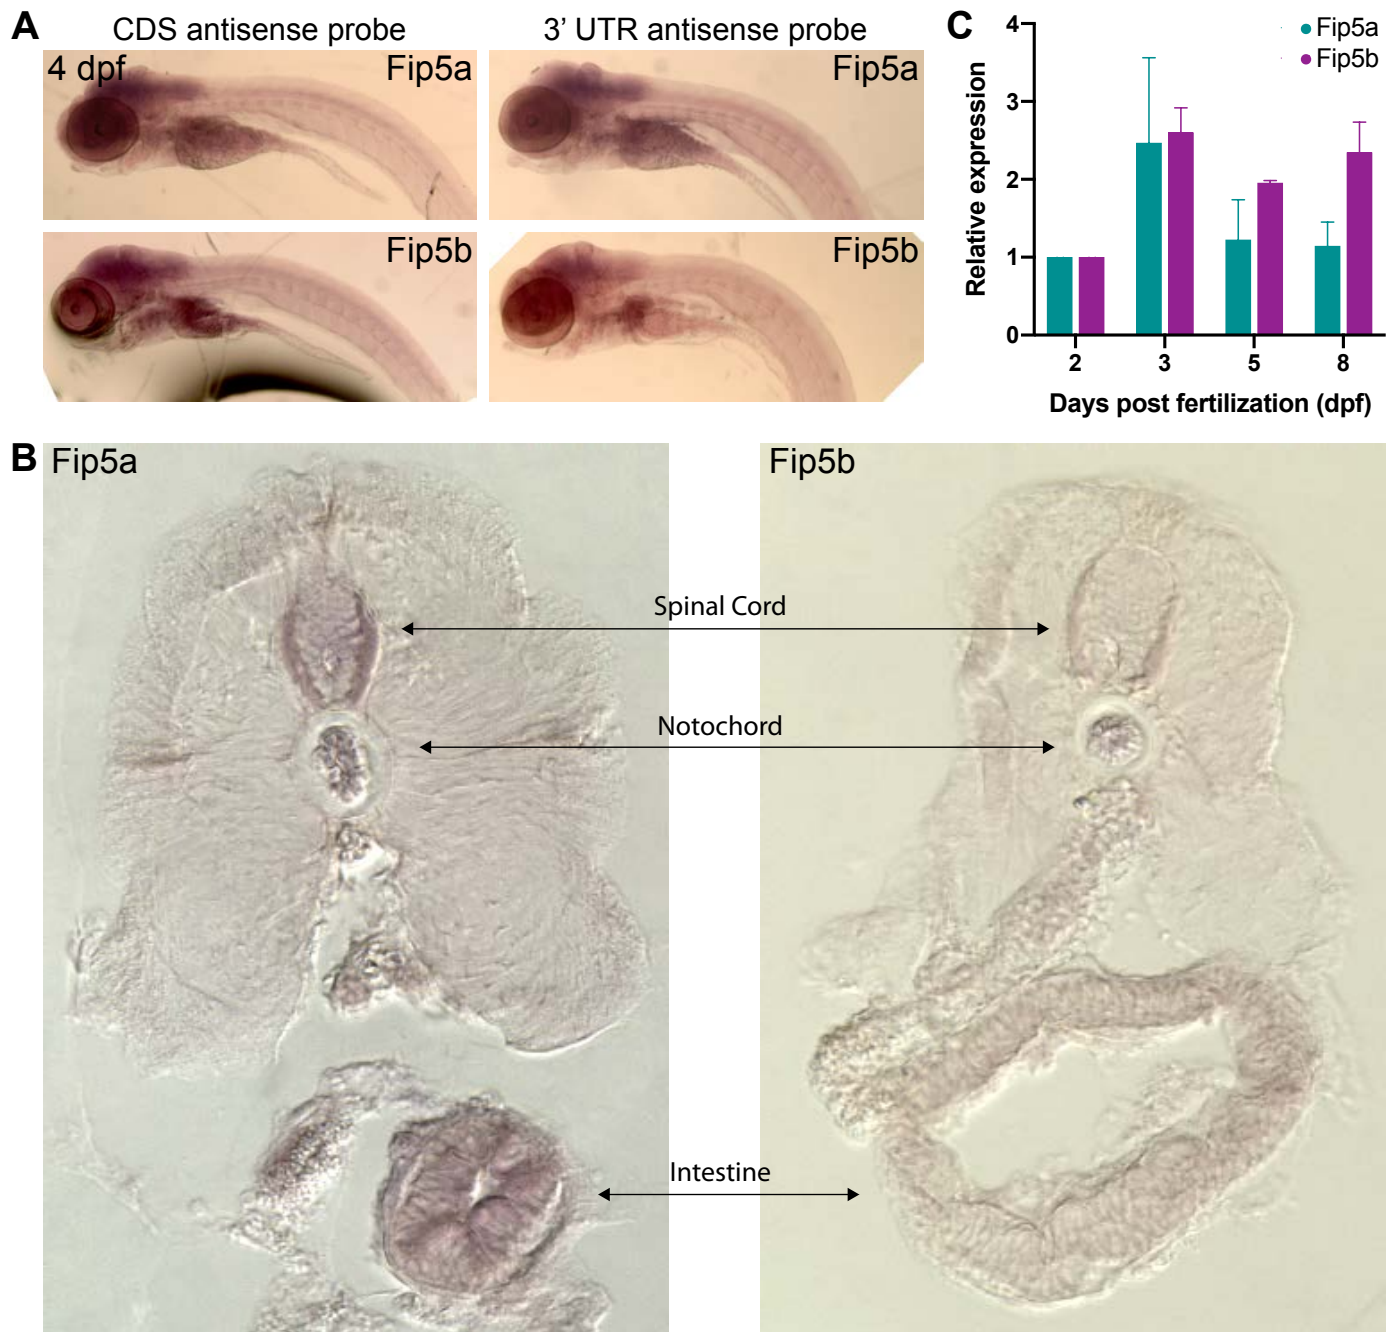 A
CDS antisense probe
3’ UTR antisense probe
4 dpf
Fip5a
Fip5a
Fip5b
Fip5b
C
Fip5a
Fip5b
Relative expression
4
3
2
1
0
2 3 5 8
Days post fertilization (dpf)
B
Fip5a
Fip5b
Spinal Cord
Notochord
Intestine